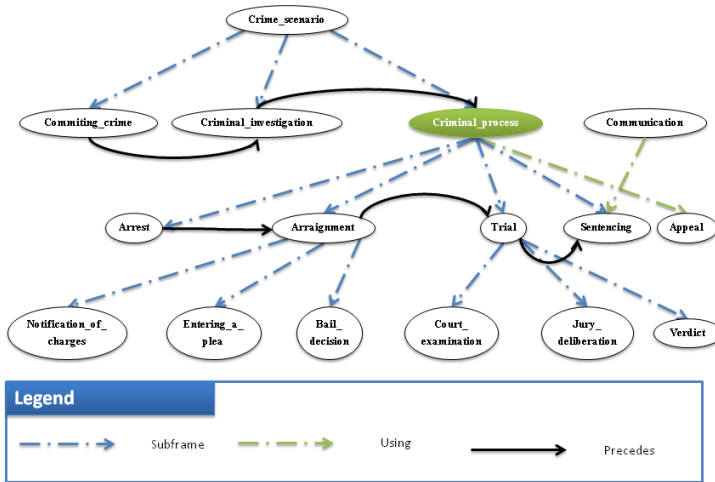 Crime_scenario
Commiting_crime
Criminal_investigation
Criminal_process
Communication
Arrest
Arraignment
Trial
Sentencing
Appeal
Notification_of_
charges
Entering_a_
plea
Bail_
decision
Court_
examination
Jury_
deliberation
Verdict
Legend
Subframe
Using
Precedes